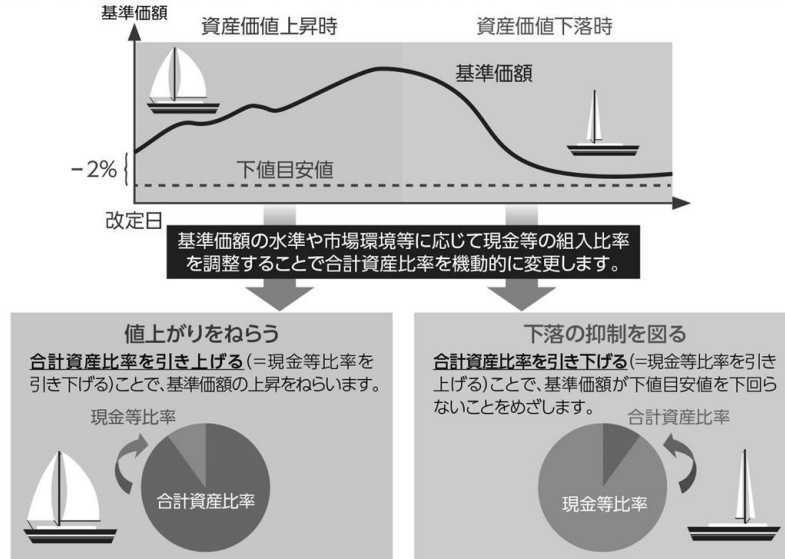 基準価額
資産価値上昇時
資産価値下落時
基準価額
-2%
下値目安値
改定日
基準価額の水準や市場環境等に応じて現金等の組入比率
を調整することで合計資産比率を機動的に変更します。
値上がりをねらう
合計資産比率を引き上げる(=現金等比率を
引き下げる)ことで、基準価額の上昇をねらいます。
現金等比率
合計資産比率
下落の抑制を図る
合計資産比率を引き下げる(=現金等比率を引き
上げる)ことで、基準価額が下値目安値を下回ら
ないことをめざします。
合計資産比率
現金等比率